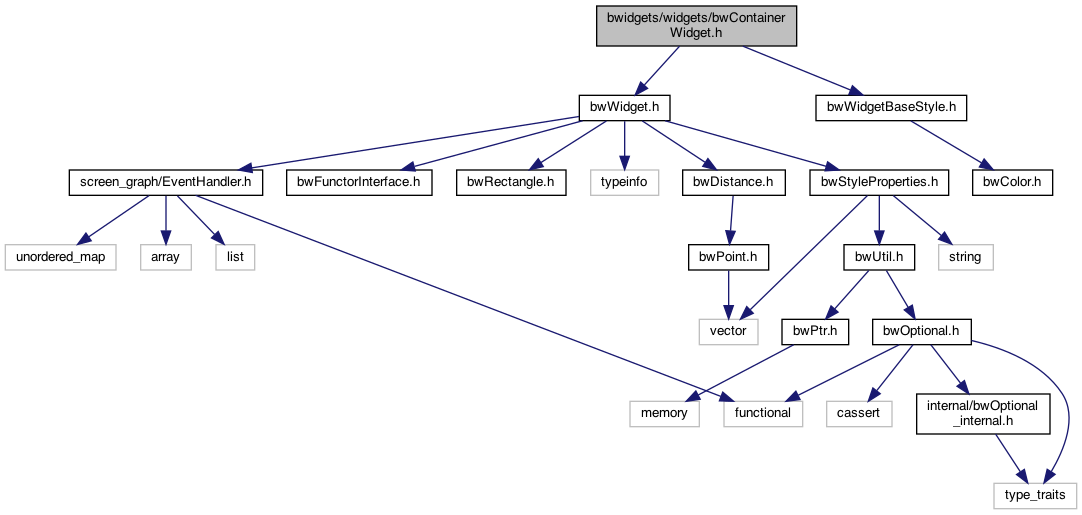 bwidgets/widgets/bwContainer
Widget.h
bwWidget.h
bwWidgetBaseStyle.h
screen_graph/EventHandler.h
bwFunctorInterface.h
bwRectangle.h
typeinfo
bwDistance.h
bwStyleProperties.h
bwColor.h
unordered_map
array
list
bwPoint.h
bwUtil.h
string
vector
bwPtr.h
bwOptional.h
memory
functional
cassert
internal/bwOptional
_internal.h
type_traits